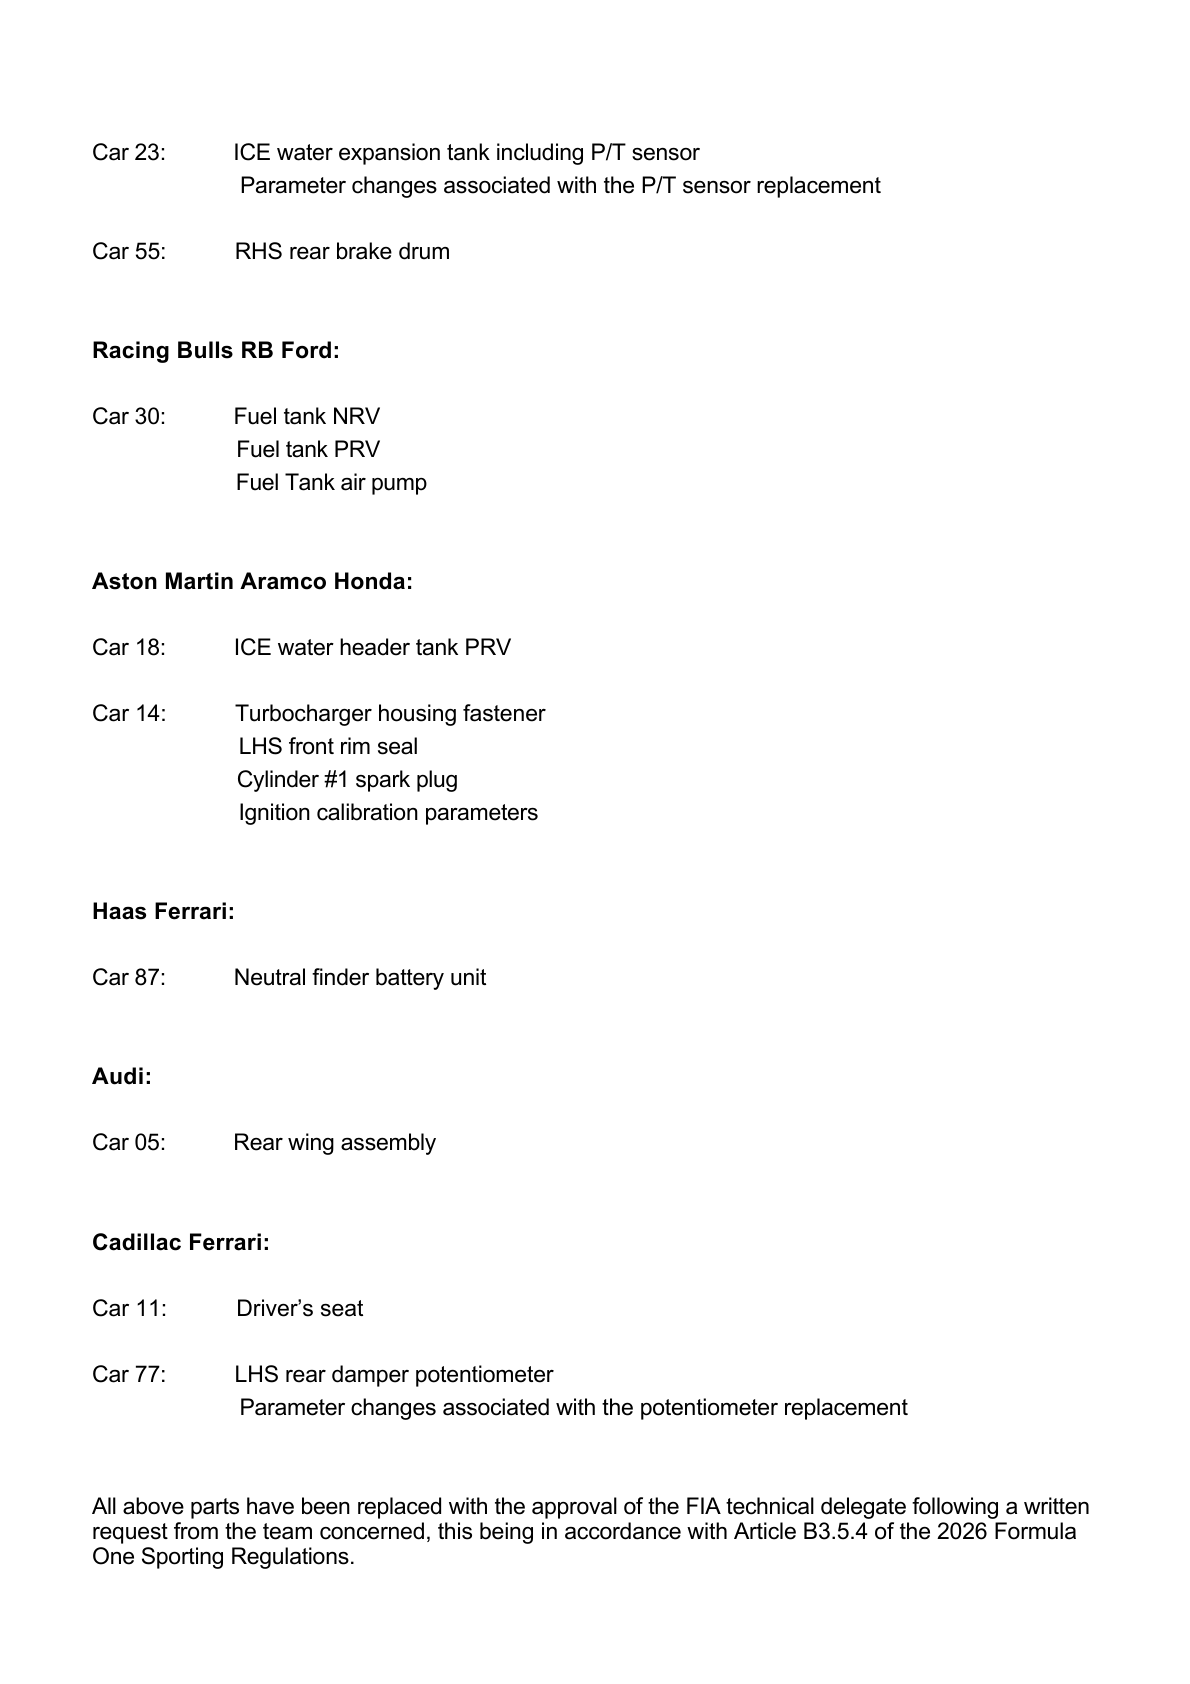 Car 23: ICE water expansion tank including P/T sensor
Parameter changes associated with the P/T sensor replacement
Car 55: RHS rear brake drum
Racing Bulls RB Ford:
Car 30: Fuel tank NRV
Fuel tank PRV
Fuel Tank air pump
Aston Martin Aramco Honda:
Car 18: ICE water header tank PRV
Car 14: Turbocharger housing fastener
LHS front rim seal
Cylinder #1 spark plug
Ignition calibration parameters
Haas Ferrari:
Car 87: Neutral finder battery unit
Audi:
Car 05: Rear wing assembly
Cadillac Ferrari:
Car 11: Driver’s seat
Car 77: LHS rear damper potentiometer
Parameter changes associated with the potentiometer replacement
All above parts have been replaced with the approval of the FIA technical delegate following a written
request from the team concerned, this being in accordance with Article B3.5.4 of the 2026 Formula
One Sporting Regulations.